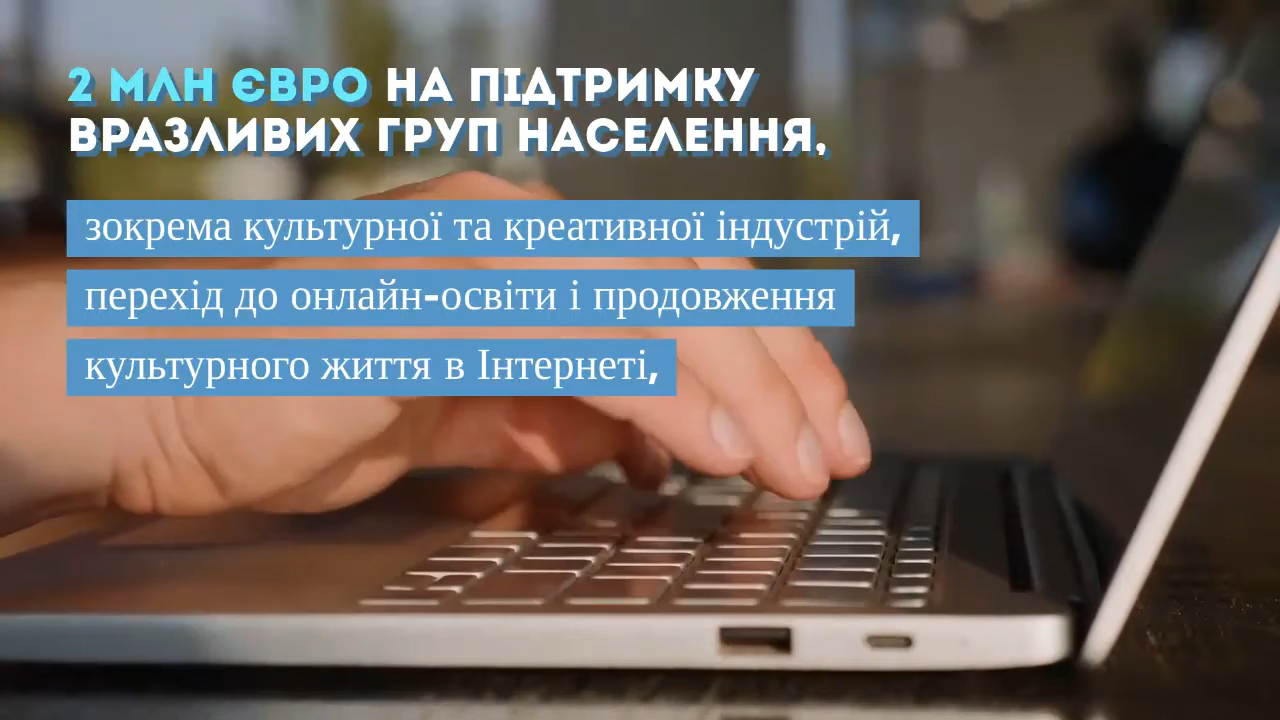 2 МЛН ЄВРО НА ПІДТРИМКУ
ВРАЗЛИВИХ ГРУП НАСЕЛЕННЯ,
зокрема культурної та креативної індустрій,
перехід до онлайн-освіти і продовження
культурного життя в Інтернеті,